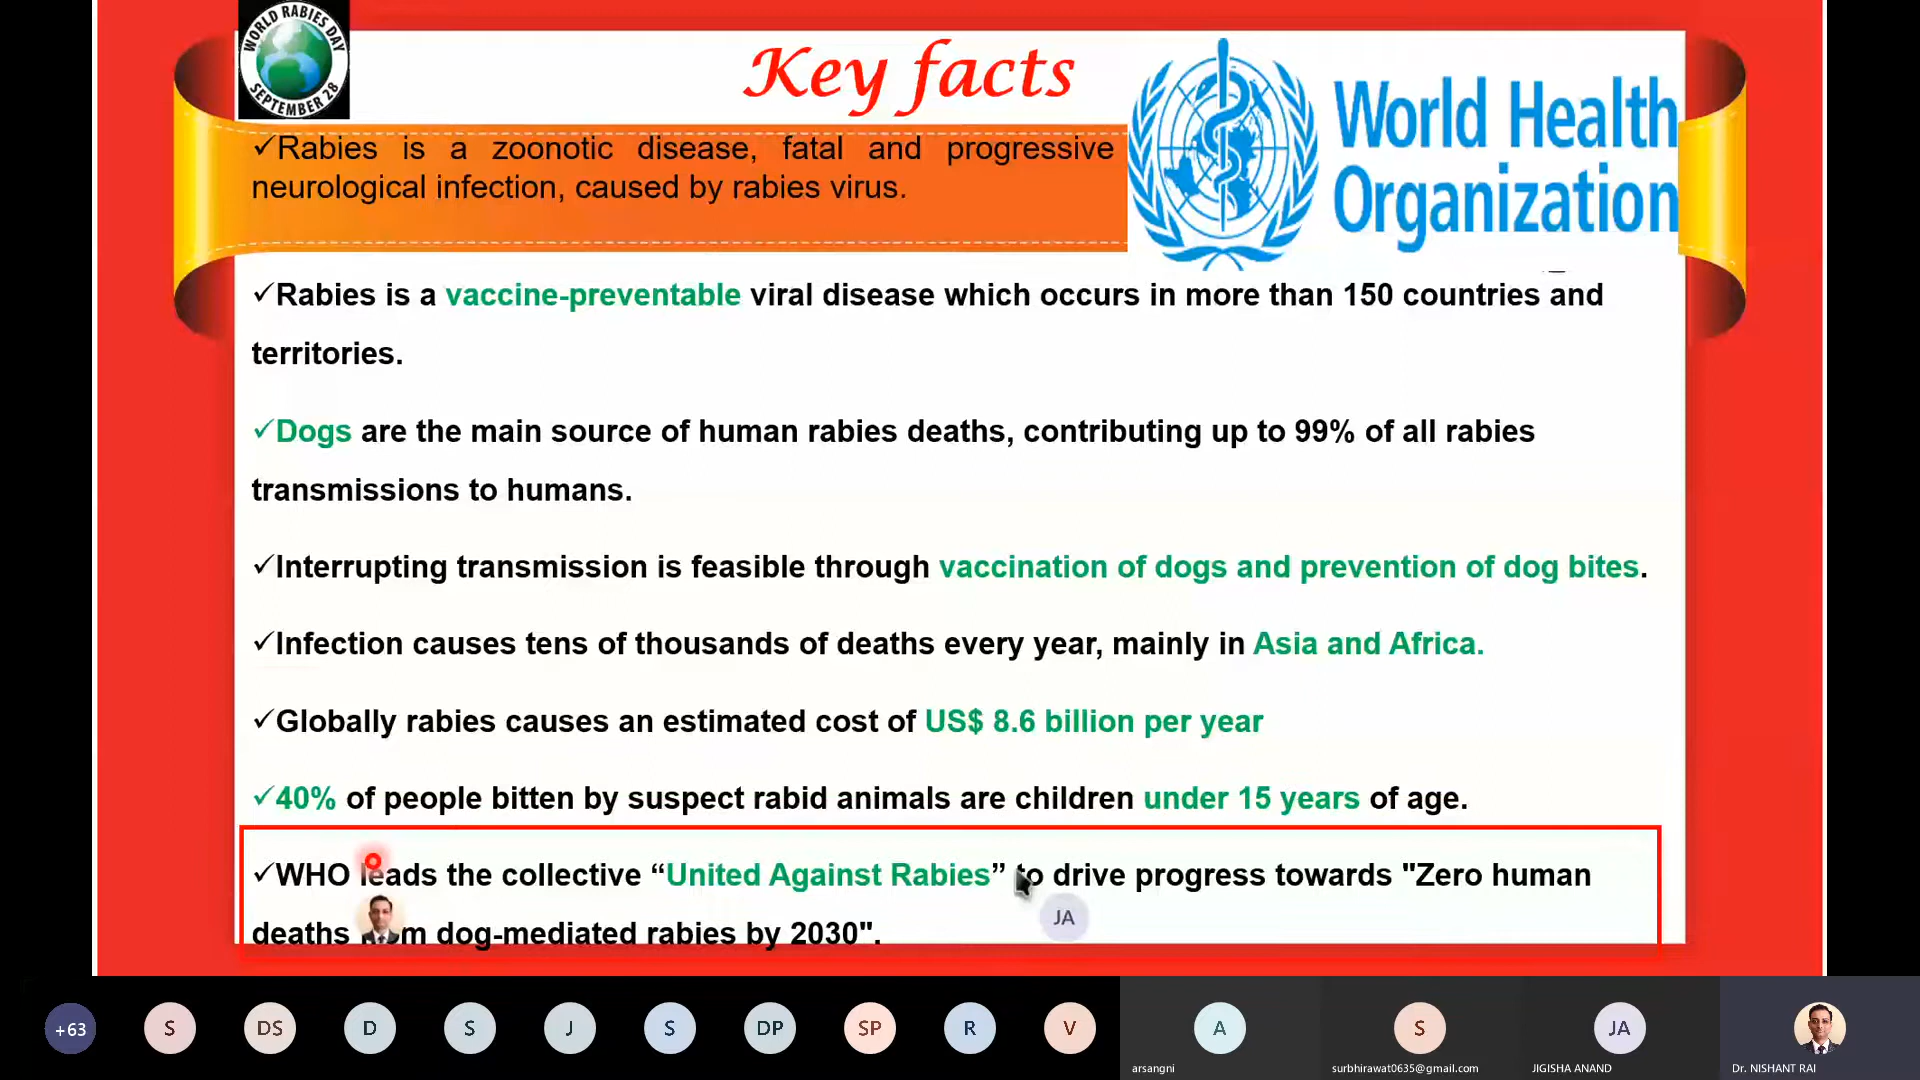 WORLD RABIES DAY
SEPTEMBER 28
Key facts
World Health
Organization
✓Rabies is a zoonotic disease, fatal and progressive
neurological infection, caused by rabies virus.
✓Rabies is a vaccine-preventable viral disease which occurs in more than 150 countries and
territories.
✓Dogs are the main source of human rabies deaths, contributing up to 99% of all rabies
transmissions to humans.
✓Interrupting transmission is feasible through vaccination of dogs and prevention of dog bites.
✓Infection causes tens of thousands of deaths every year, mainly in Asia and Africa.
✓Globally rabies causes an estimated cost of US$ 8.6 billion per year
✓40% of people bitten by suspect rabid animals are children under 15 years of age.
✓WHO leads the collective “United Against Rabies” to drive progress towards "Zero human
JA
deaths from dog-mediated rabies by 2030".
+63 S DS D S J S DP SP R V A S JA
arsangni surbhirawat0635@gmail.com JIGISHA ANAND Dr. NISHANT RAI